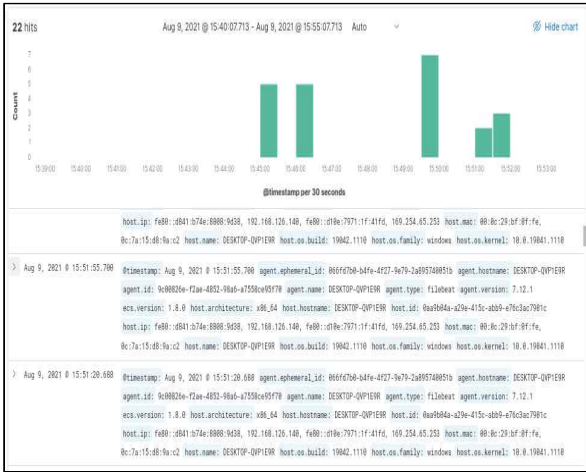 22 hits
Aug 9, 2021 @ 15:40:07.713 - Aug 9, 2021 @ 15:55:07.713 Auto
Hide chart
Count
7
6
5
4
3
2
1
0
15:39:00 15:40:00 15:41:00 15:42:00 15:43:00 15:44:00 15:45:00 15:46:00 15:47:00 15:48:00 15:49:00 15:50:00 15:51:00 15:52:00 15:53:00
@timestamp per 30 seconds
host.ip: fe80::d841:b74e:8808:9d38, 192.168.126.140, fe80::d10e:7971:1f:41fd, 169.254.65.253 host.mac: 00:0c:29:bf:0f:fe,
0c:7a:15:d8:9a:c2 host.name: DESKTOP-QVP1E9R host.os.build: 19042.1110 host.os.family: windows host.os.kernel: 10.0.19041.1110
Aug 9, 2021 @ 15:51:55.700 @timestamp: Aug 9, 2021 @ 15:51:55.700 agent.ephemeral_id: 066fd7b0-b4fe-4f27-9e79-2a895740051b agent.hostname: DESKTOP-QVP1E9R
agent.id: 9c00826e-f2ae-4852-98a6-a7558ce95f70 agent.name: DESKTOP-QVP1E9R agent.type: filebeat agent.version: 7.12.1
ecs.version: 1.8.0 host.architecture: x86_64 host.hostname: DESKTOP-QVP1E9R host.id: 0aa9b04a-a29e-415c-abb9-e76c3ac7901c
host.ip: fe80::d841:b74e:8808:9d38, 192.168.126.140, fe80::d10e:7971:1f:41fd, 169.254.65.253 host.mac: 00:0c:29:bf:0f:fe,
0c:7a:15:d8:9a:c2 host.name: DESKTOP-QVP1E9R host.os.build: 19042.1110 host.os.family: windows host.os.kernel: 10.0.19041.1110
Aug 9, 2021 @ 15:51:20.688 @timestamp: Aug 9, 2021 @ 15:51:20.688 agent.ephemeral_id: 066fd7b0-b4fe-4f27-9e79-2a895740051b agent.hostname: DESKTOP-QVP1E9R
agent.id: 9c00826e-f2ae-4852-98a6-a7558ce95f70 agent.name: DESKTOP-QVP1E9R agent.type: filebeat agent.version: 7.12.1
ecs.version: 1.8.0 host.architecture: x86_64 host.hostname: DESKTOP-QVP1E9R host.id: 0aa9b04a-a29e-415c-abb9-e76c3ac7901c
host.ip: fe80::d841:b74e:8808:9d38, 192.168.126.140, fe80::d10e:7971:1f:41fd, 169.254.65.253 host.mac: 00:0c:29:bf:0f:fe,
0c:7a:15:d8:9a:c2 host.name: DESKTOP-QVP1E9R host.os.build: 19042.1110 host.os.family: windows host.os.kernel: 10.0.19041.1110